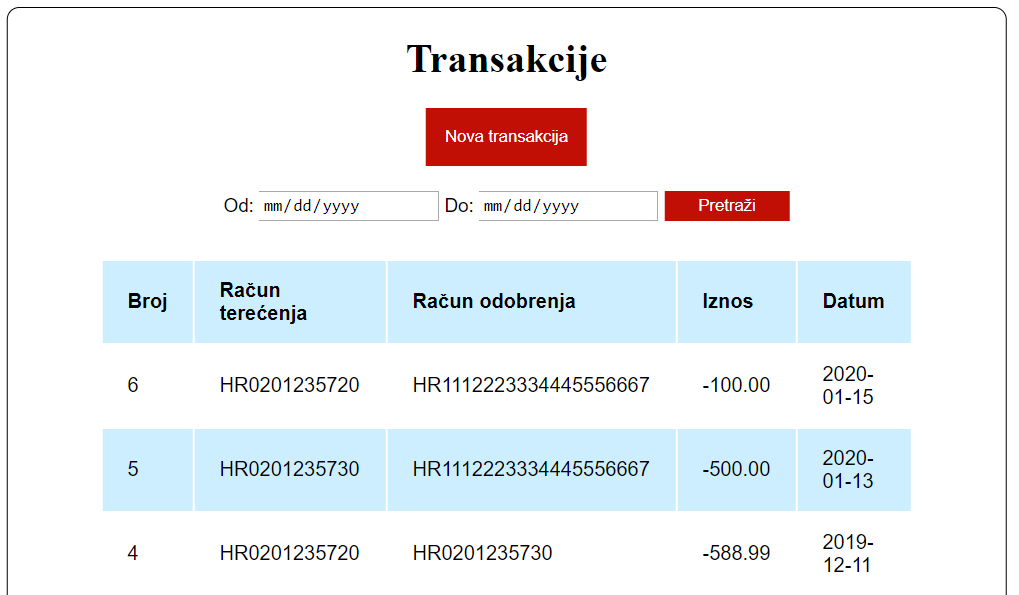 Transakcije
Nova transakcija
Od: mm/dd/yyyy Do: mm/dd/yyyy Pretraži
Broj Račun terećenja Račun odobrenja Iznos Datum
6 HR0201235720 HR1112223334445556667 -100.00 2020-01-15
5 HR0201235730 HR1112223334445556667 -500.00 2020-01-13
4 HR0201235720 HR0201235730 -588.99 2019-12-11